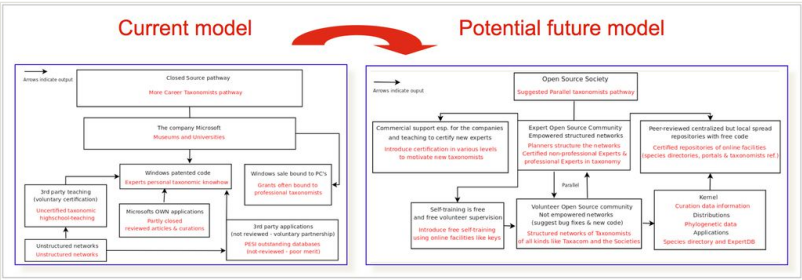 Current model
Potential future model
Arrows indicate output
Closed Source pathway
More Career Taxonomists pathway
The company Microsoft
Museums and Universities
Windows patented code
Experts personal taxonomic knowhow
Windows sale bound to PC's
Grants often bound to
professional taxonomists
3rd party teaching
(voluntary certification)
Uncertified taxonomic
highschool-teaching
Microsofts OWN applications
Partly closed
reviewed articles & curations
3rd party applications
(not reviewed - voluntary partnership)
PESI outstanding databases
(not-reviewed - poor merit)
Unstructured networks
Unstructured networks
Arrows indicate ouput
Open Source Society
Suggested Parallel taxonomists pathway
Commercial support esp. for the companies
and teaching to certify new experts
Introduce certification in various levels
to motivate new taxonomists
Expert Open Source Community
Empowered structured networks
Planners structure the networks
Certified non-professional Experts &
professional Experts in taxonomy
Peer-reviewed centralized but local spread
repositories with free code
Certified repositories of online facilities
(species directories, portals & taxonomists ref.)
Parallel
Self-training is free
and free volunteer supervision
Introduce free self-training
using online facilities like keys
Volunteer Open Source community
Not empowered networks
(suggest bug fixes & new code)
Structured networks of Taxonomists
of all kinds like Taxacom and the Societies
Kernel
Curation data information
Distributions
Phylogenetic data
Applications
Species directory and ExpertDB